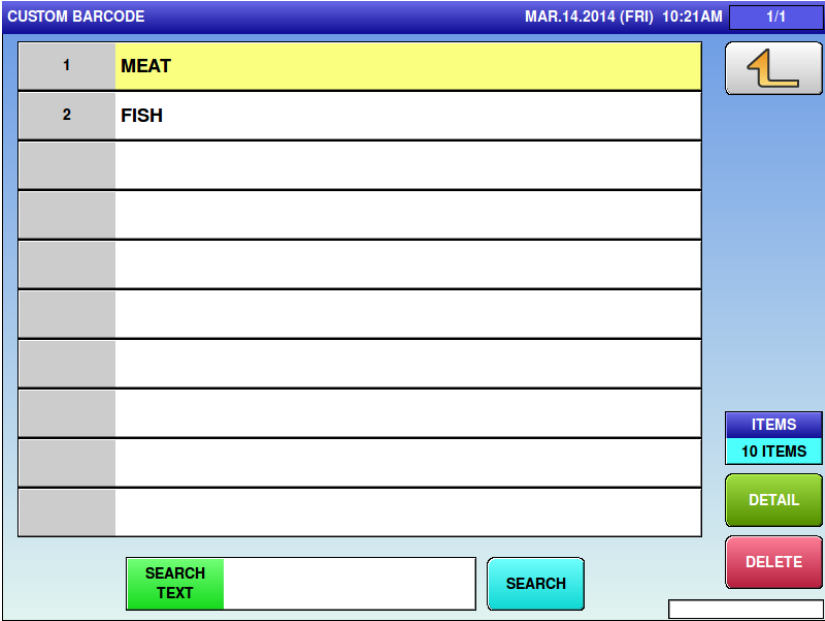 CUSTOM BARCODE MAR.14.2014 (FRI) 10:21AM 1/1
1 MEAT
2 FISH
ITEMS
10 ITEMS
DETAIL
DELETE
SEARCH
TEXT
SEARCH